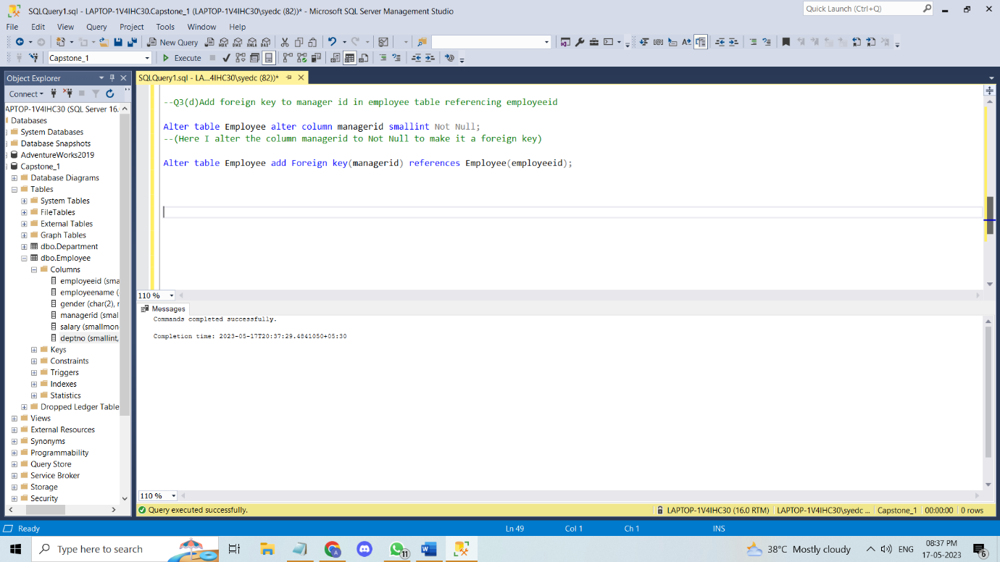 SQLQuery1.sql - LAPTOP-1V4IHC30.Capstone_1 (LAPTOP-1V4IHC30\syedc (82))* - Microsoft SQL Server Management Studio
Quick Launch (Ctrl+Q)
File Edit View Query Project Tools Window Help
New Query
Capstone_1 Execute
Object Explorer
Connect
APTOP-1V4IHC30 (SQL Server 16.
Databases
System Databases
Database Snapshots
AdventureWorks2019
Capstone_1
Database Diagrams
Tables
System Tables
FileTables
External Tables
Graph Tables
dbo.Department
dbo.Employee
Columns
employeeid (sma
employeename (
gender (char(2), r
managerid (smal
salary (smallmon
deptno (smallint,
Keys
Constraints
Triggers
Indexes
Statistics
Dropped Ledger Table
Views
External Resources
Synonyms
Programmability
Query Store
Service Broker
Storage
Security
SQLQuery1.sql - LA...4IHC30\syedc (82))*
--Q3(d)Add foreign key to manager id in employee table referencing employeeid
Alter table Employee alter column managerid smallint Not Null;
--(Here I alter the column managerid to Not Null to make it a foreign key)
Alter table Employee add Foreign key(managerid) references Employee(employeeid);
110 %
Messages
Commands completed successfully.
Completion time: 2023-05-17T20:37:29.4841050+05:30
110 %
Query executed successfully. LAPTOP-1V4IHC30 (16.0 RTM) LAPTOP-1V4IHC30\syedc ... Capstone_1 00:00:00 0 rows
Ready Ln 49 Col 1 Ch 1 INS
Type here to search 11 38°C Mostly cloudy ENG 08:37 PM 6
17-05-2023